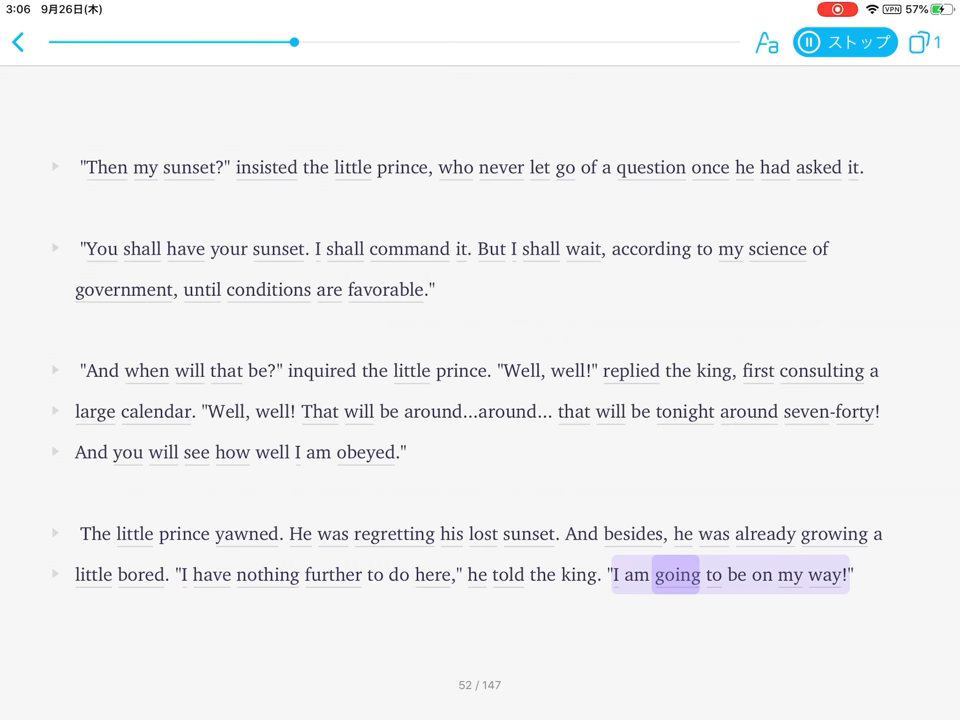 3:06 9月26日(木)
VPN 57%
ストップ
1
"Then my sunset?" insisted the little prince, who never let go of a question once he had asked it.
"You shall have your sunset. I shall command it. But I shall wait, according to my science of
government, until conditions are favorable."
"And when will that be?" inquired the little prince. "Well, well!" replied the king, first consulting a
large calendar. "Well, well! That will be around...around... that will be tonight around seven-forty!
And you will see how well I am obeyed."
The little prince yawned. He was regretting his lost sunset. And besides, he was already growing a
little bored. "I have nothing further to do here," he told the king. "I am going to be on my way!"
52 / 147